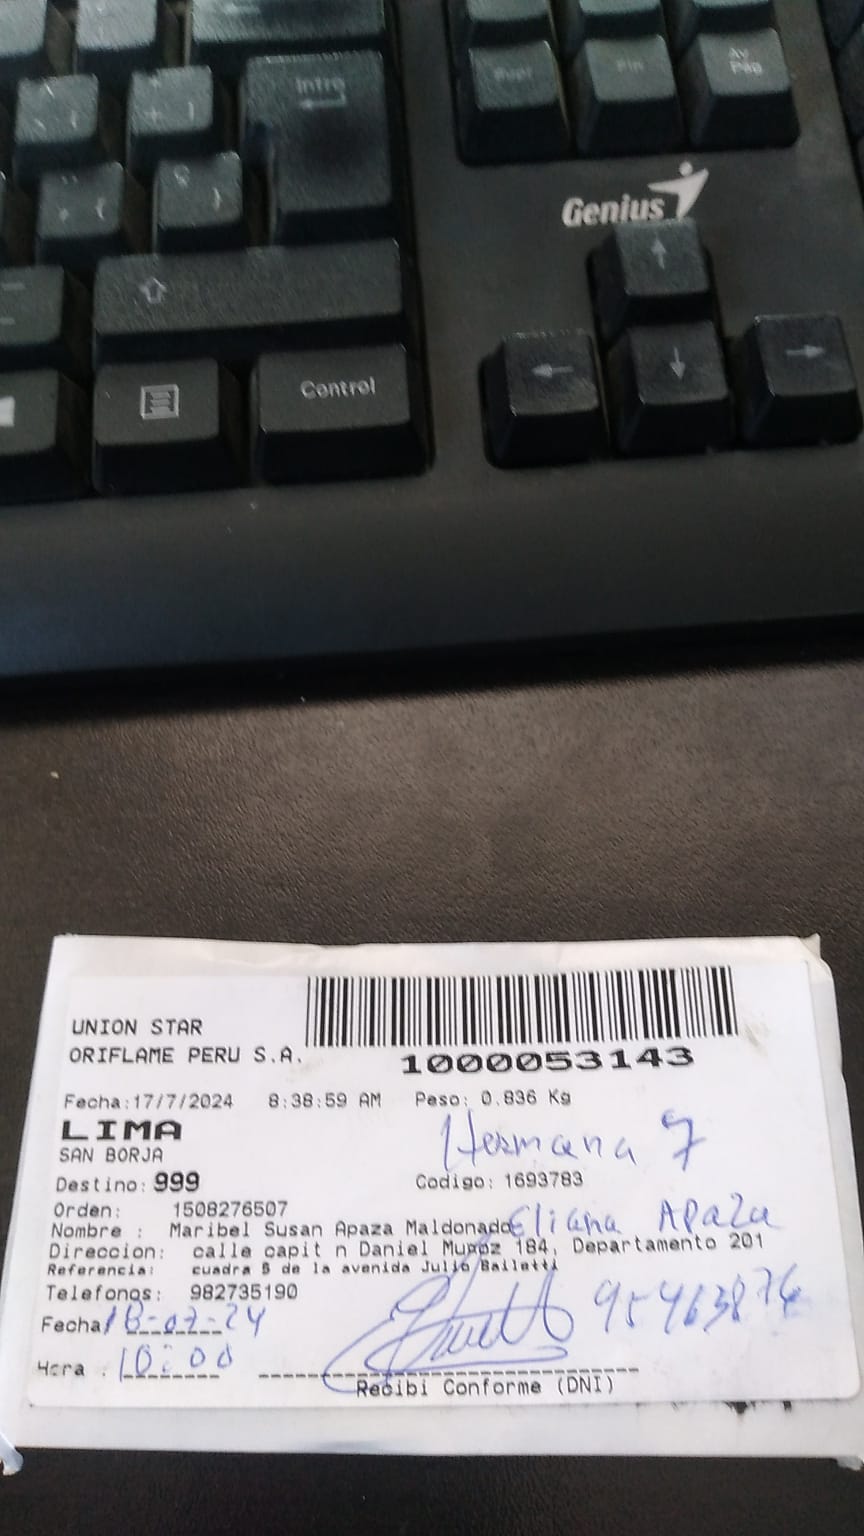 Intro
Fin
Av
Pág
Genius
Control
UNION STAR
ORIFLAME PERU S.A.
1000053143
Fecha:17/7/2024 8:38:59 AM Peso: 0.836 Kg
LIMA
SAN BORJA
Hermana 7
Destino: 999 Codigo: 1693783
Orden: 1508276507
Nombre : Maribel Susan Apaza Maldonado Eliana Apaza
Direccion: calle capit n Daniel Muñoz 184, Departamento 201
Referencia: cuadra 5 de la avenida Julio Bailetti
Telefonos: 982735190
Fecha 18-07-24
Hora : 10:00
Recibi Conforme (DNI)